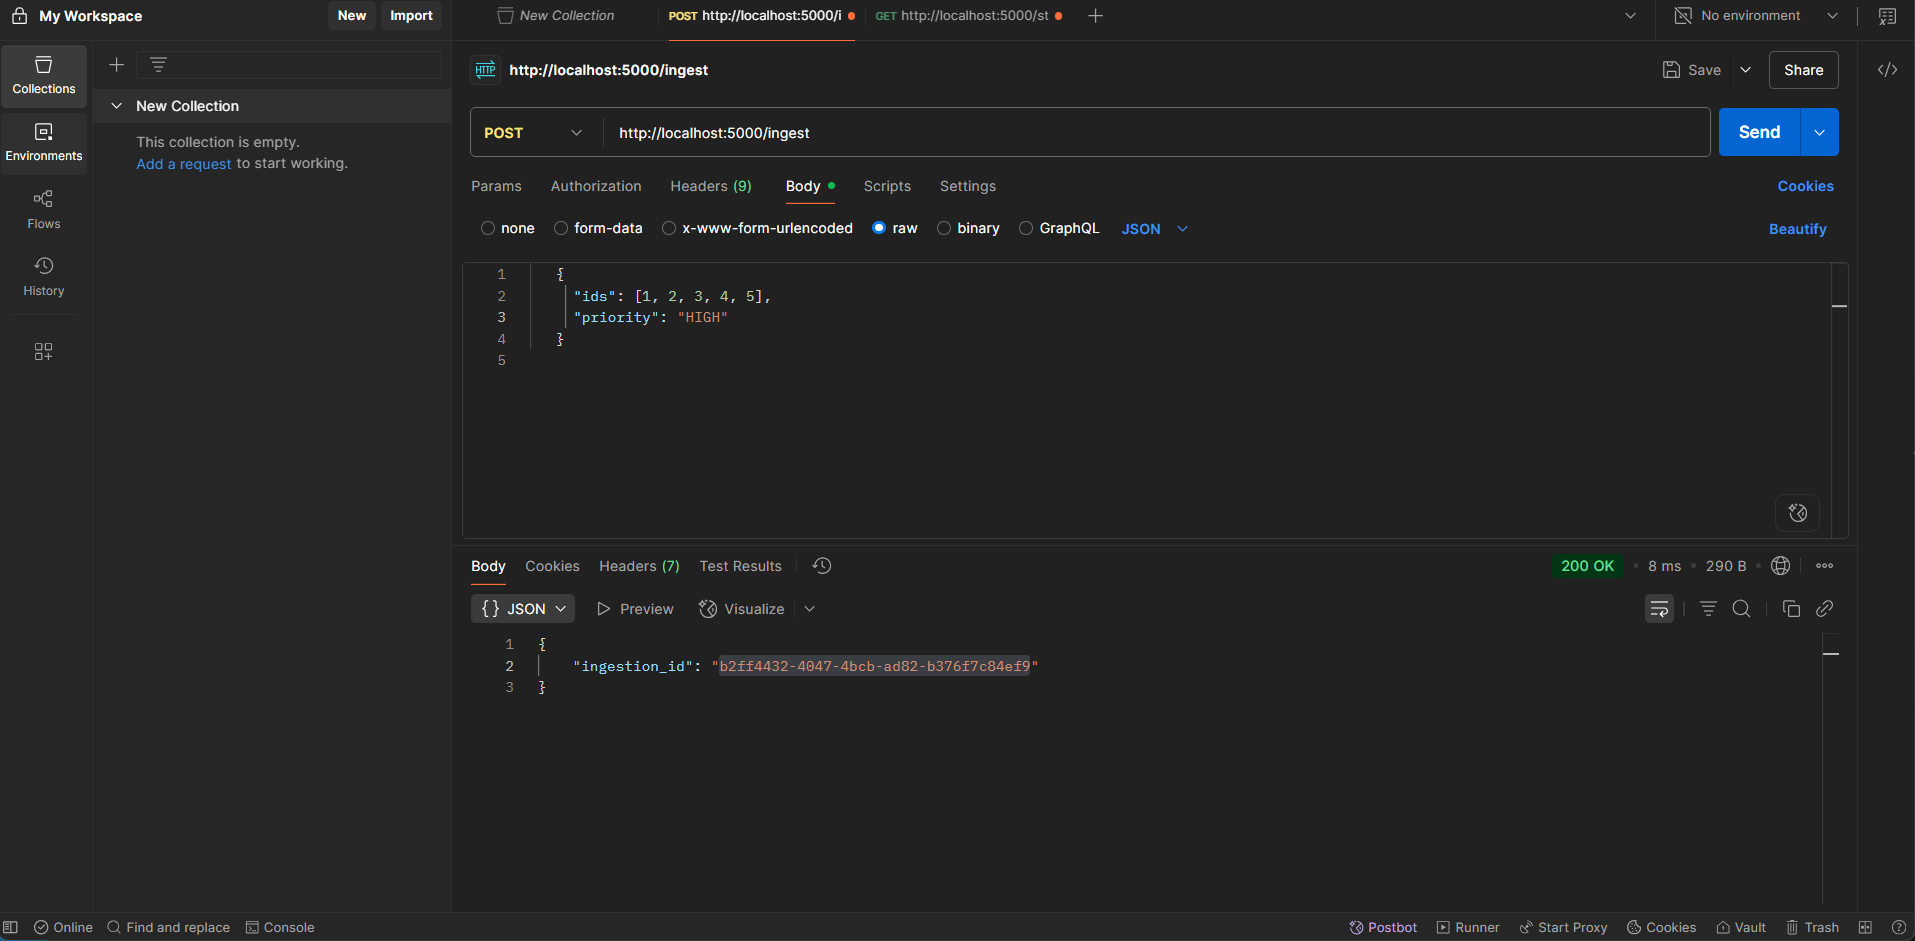 My Workspace
New
Import
New Collection
POST http://localhost:5000/i
GET http://localhost:5000/st
No environment
Collections
Environments
Flows
History
New Collection
This collection is empty.
Add a request to start working.
HTTP
http://localhost:5000/ingest
Save
Share
POST
http://localhost:5000/ingest
Send
Params
Authorization
Headers (9)
Body
Scripts
Settings
Cookies
none
form-data
x-www-form-urlencoded
raw
binary
GraphQL
JSON
Beautify
1 {
2 "ids": [1, 2, 3, 4, 5],
3 "priority": "HIGH"
4 }
5
Body
Cookies
Headers (7)
Test Results
200 OK
8 ms
290 B
{} JSON
Preview
Visualize
1 {
2 "ingestion_id": "b2ff4432-4047-4bcb-ad82-b376f7c84ef9"
3 }
Online
Find and replace
Console
Postbot
Runner
Start Proxy
Cookies
Vault
Trash